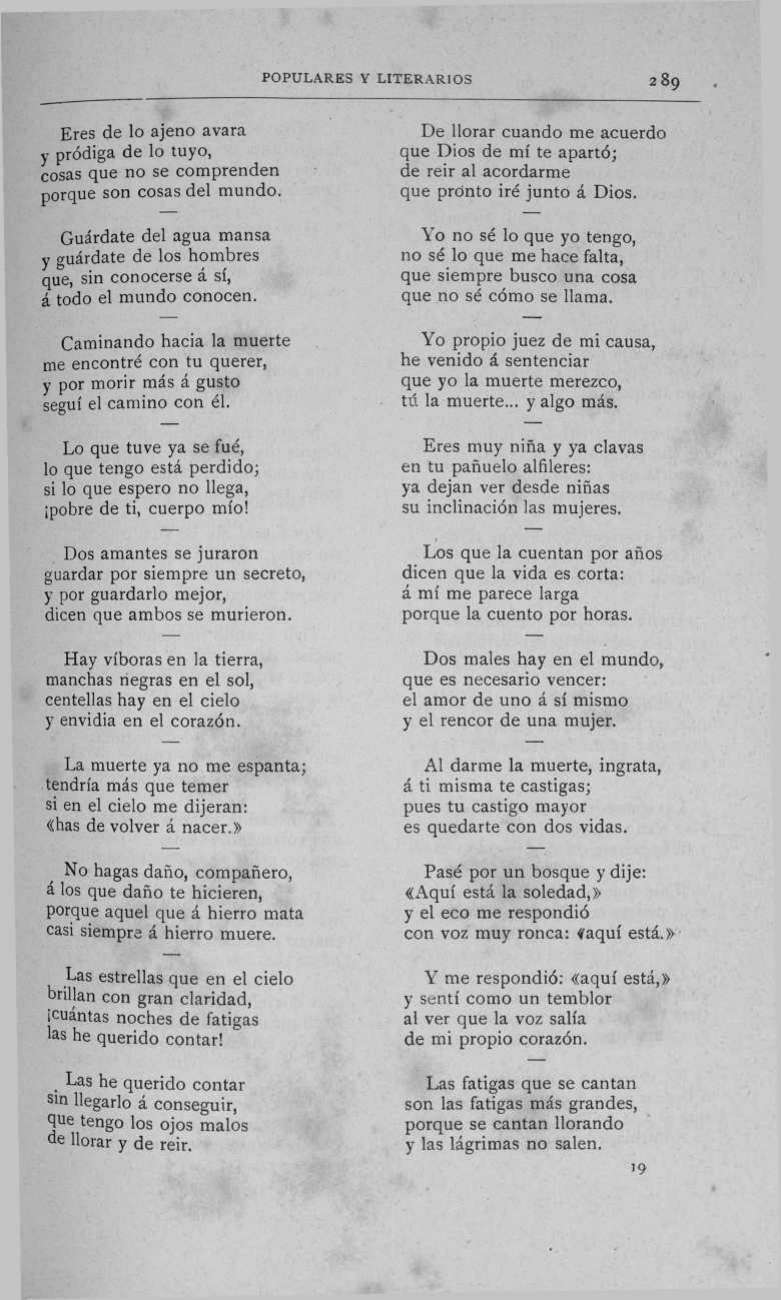 POPULARES Y LITERARIOS 289
Eres de lo ajeno avara
y pródiga de lo tuyo,
cosas que no se comprenden
porque son cosas del mundo.
—
Guárdate del agua mansa
y guárdate de los hombres
que, sin conocerse á sí,
á todo el mundo conocen.
—
Caminando hacia la muerte
me encontré con tu querer,
y por morir más á gusto
seguí el camino con él.
—
Lo que tuve ya se fué,
lo que tengo está perdido;
si lo que espero no llega,
¡pobre de ti, cuerpo mío!
—
Dos amantes se juraron
guardar por siempre un secreto,
y por guardarlo mejor,
dicen que ambos se murieron.
—
Hay víboras en la tierra,
manchas negras en el sol,
centellas hay en el cielo
y envidia en el corazón.
—
La muerte ya no me espanta;
tendría más que temer
si en el cielo me dijeran:
«has de volver á nacer.»
—
No hagas daño, compañero,
á los que daño te hicieren,
porque aquel que á hierro mata
casi siempre á hierro muere.
—
Las estrellas que en el cielo
brillan con gran claridad,
¡cuántas noches de fatigas
las he querido contar!

Las he querido contar
sin llegarlo á conseguir,
que tengo los ojos malos
de llorar y de reir.

De llorar cuando me acuerdo
que Dios de mí te apartó;
de reir al acordarme
que pronto iré junto á Dios.
—
Yo no sé lo que yo tengo,
no sé lo que me hace falta,
que siempre busco una cosa
que no sé cómo se llama.
—
Yo propio juez de mi causa,
he venido á sentenciar
que yo la muerte merezco,
tú la muerte... y algo más.
—
Eres muy niña y ya clavas
en tu pañuelo alfileres:
ya dejan ver desde niñas
su inclinación las mujeres.
—
Los que la cuentan por años
dicen que la vida es corta:
á mí me parece larga
porque la cuento por horas.
—
Dos males hay en el mundo,
que es necesario vencer:
el amor de uno á sí mismo
y el rencor de una mujer.
—
Al darme la muerte, ingrata,
á ti misma te castigas;
pues tu castigo mayor
es quedarte con dos vidas.
—
Pasé por un bosque y dije:
«Aquí está la soledad,»
y el eco me respondió
con voz muy ronca: «aquí está.»

Y me respondió: «aquí está,»
y sentí como un temblor
al ver que la voz salía
de mi propio corazón.
—
Las fatigas que se cantan
son las fatigas más grandes,
porque se cantan llorando
y las lágrimas no salen.
19